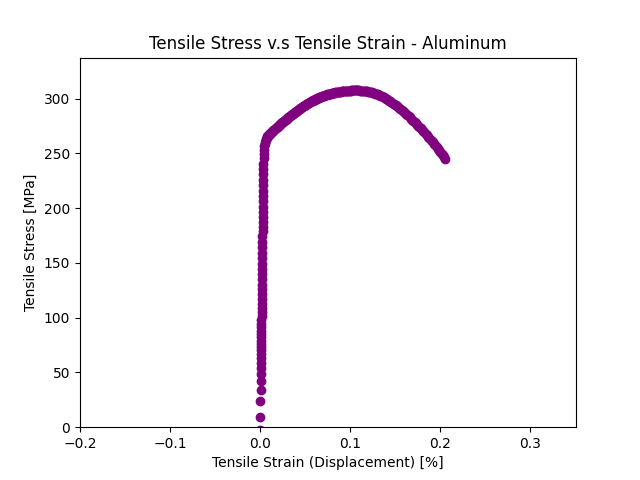 Tensile Stress v.s Tensile Strain - Aluminum
300
250
200
150
100
50
0
Tensile Stress [MPa]
−0.2 −0.1 0.0 0.1 0.2 0.3
Tensile Strain (Displacement) [%]